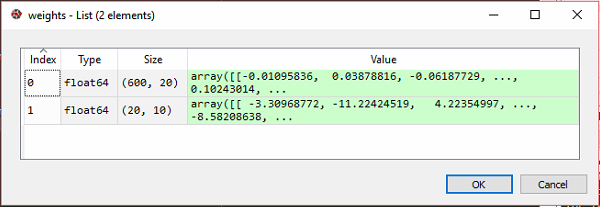 weights - List (2 elements)
Index Type Size Value
0 float64 (600, 20) array([[-0.01095836, 0.03878816, -0.06187729, ...,
0.10243014, ...
1 float64 (20, 10) array([[ -3.30968772, -11.22424519, 4.22354997, ...,
-8.58208638, ...
OK Cancel